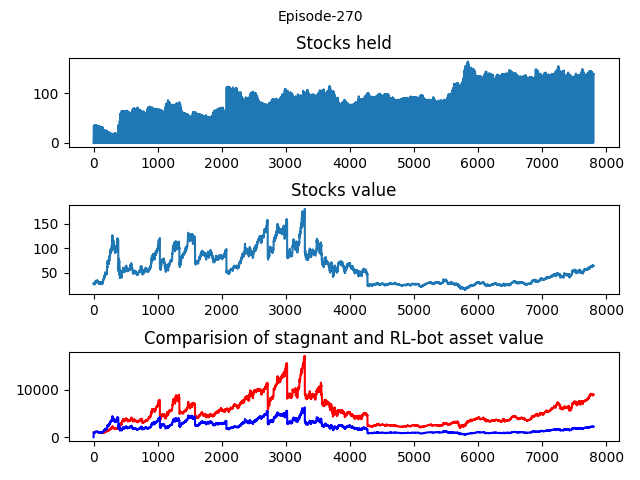 Episode-270
Stocks held
100
0
0 1000 2000 3000 4000 5000 6000 7000 8000
Stocks value
150
100
50
0 1000 2000 3000 4000 5000 6000 7000 8000
Comparision of stagnant and RL-bot asset value
10000
0
0 1000 2000 3000 4000 5000 6000 7000 8000